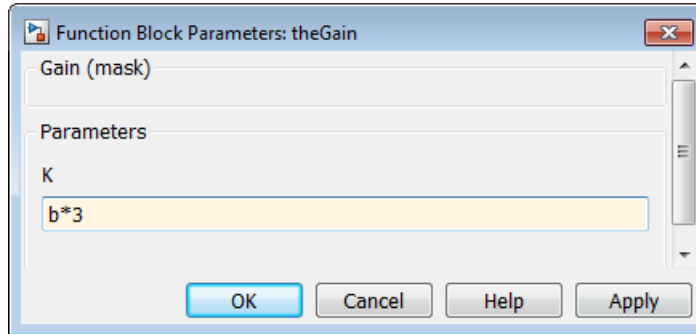 Function Block Parameters: theGain
Gain (mask)
Parameters
K
b*3
OK Cancel Help Apply